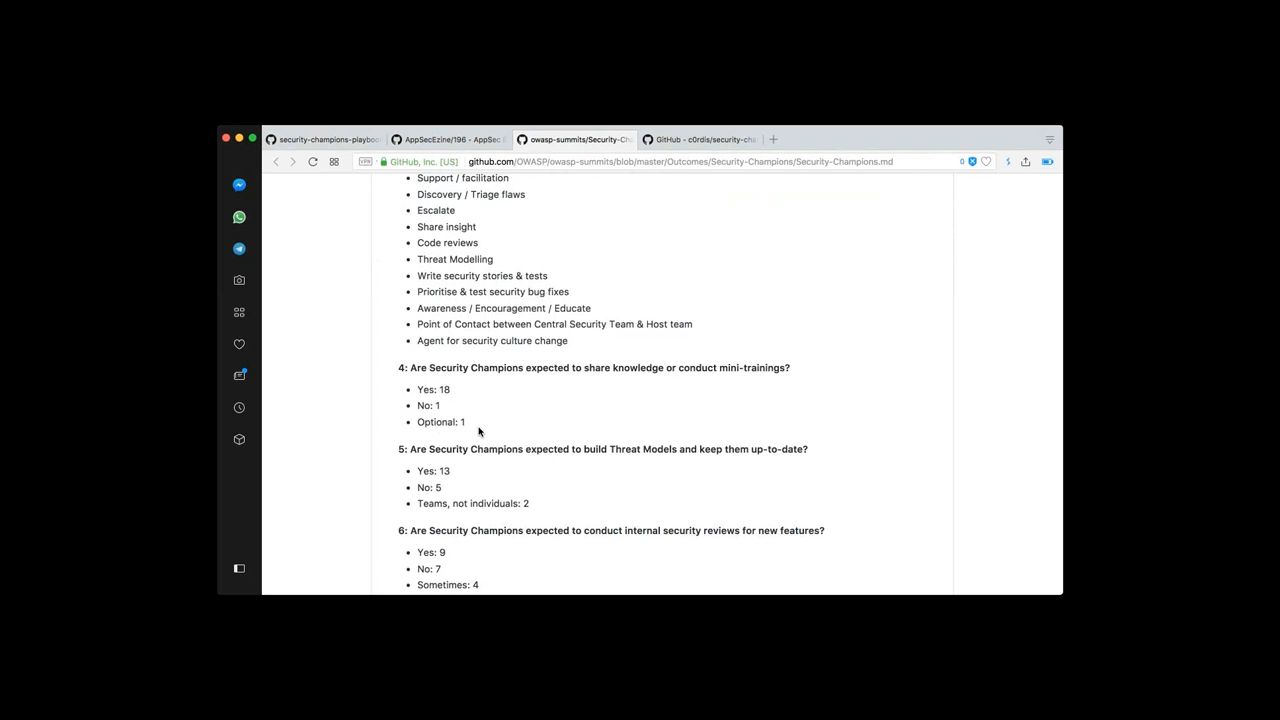 security-champions-playboo
AppSecEzine/196 - AppSec
owasp-summits/Security-Ch
GitHub - c0rdis/security-cha
VPN
GitHub, Inc. [US]
github.com/OWASP/owasp-summits/blob/master/Outcomes/Security-Champions/Security-Champions.md
0
• Support / facilitation
• Discovery / Triage flaws
• Escalate
• Share insight
• Code reviews
• Threat Modelling
• Write security stories & tests
• Prioritise & test security bug fixes
• Awareness / Encouragement / Educate
• Point of Contact between Central Security Team & Host team
• Agent for security culture change
4: Are Security Champions expected to share knowledge or conduct mini-trainings?
• Yes: 18
• No: 1
• Optional: 1
5: Are Security Champions expected to build Threat Models and keep them up-to-date?
• Yes: 13
• No: 5
• Teams, not individuals: 2
6: Are Security Champions expected to conduct internal security reviews for new features?
• Yes: 9
• No: 7
• Sometimes: 4